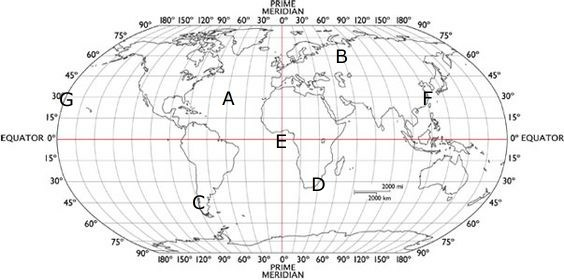 PRIME
MERIDIAN
90° 150° 120° 90° 60° 30° 0° 30° 60° 90° 120° 150° 180° 90°
75° 75°
60° B 60°
45° 45°
G 30° A F 30°
15° 15°
EQUATOR 0° E 0° EQUATOR
15° 15°
30° D 2000 mi 30°
2000 km
45° C 45°
60° 60°
75° 75°
90° 180° 150° 120° 90° 60° 30° 0° 30° 60° 90° 120° 150° 180° 90°
PRIME
MERIDIAN